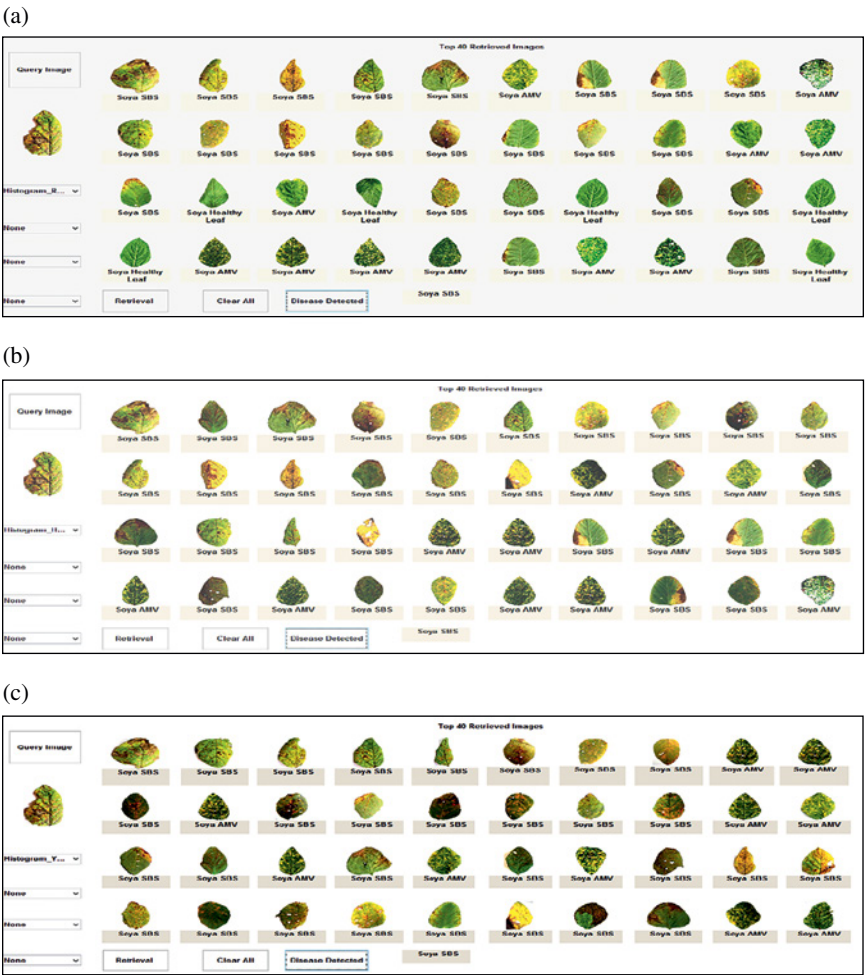 (a)
Top 40 Retrieved Images
Query Image
Soya SBS Soya SBS Soya SBS Soya SBS Soya SBS Soya AMV Soya SBS Soya SBS Soya SBS Soya AMV
Soya SBS Soya SBS Soya SBS Soya SBS Soya SBS Soya SBS Soya SBS Soya SBS Soya AMV Soya AMV
Histogram_R...
Soya SBS Soya Healthy Leaf Soya AMV Soya Healthy Leaf Soya SBS Soya SBS Soya Healthy Leaf Soya SBS Soya SBS Soya Healthy Leaf
None
None
Soya Healthy Leaf Soya AMV Soya AMV Soya AMV Soya AMV Soya SBS Soya AMV Soya AMV Soya SBS Soya Healthy Leaf
None Retrieval Clear All Disease Detected Soya SBS
(b)
Top 40 Retrieved Images
Query Image
Soya SBS Soya SBS Soya SBS Soya SBS Soya SBS Soya SBS Soya SBS Soya SBS Soya SBS Soya SBS
Soya SBS Soya SBS Soya SBS Soya SBS Soya SBS Soya SBS Soya AMV Soya SBS Soya AMV Soya SBS
Histogram_H...
Soya SBS Soya SBS Soya SBS Soya SBS Soya AMV Soya AMV Soya SBS Soya AMV Soya SBS Soya SBS
None
None
Soya AMV Soya SBS Soya AMV Soya SBS Soya SBS Soya AMV Soya AMV Soya SBS Soya SBS Soya AMV
None Retrieval Clear All Disease Detected Soya SBS
(c)
Top 40 Retrieved Images
Query Image
Soya SBS Soya SBS Soya SBS Soya SBS Soya SBS Soya SBS Soya SBS Soya SBS Soya AMV Soya AMV
Soya SBS Soya AMV Soya SBS Soya SBS Soya SBS Soya SBS Soya SBS Soya SBS Soya AMV Soya AMV
Histogram_Y...
Soya SBS Soya SBS Soya AMV Soya SBS Soya AMV Soya SBS Soya AMV Soya SBS Soya SBS Soya SBS
None
None
Soya SBS Soya SBS Soya SBS Soya SBS Soya SBS Soya SBS Soya SBS Soya SBS Soya AMV Soya AMV
None Retrieval Clear All Disease Detected Soya SBS